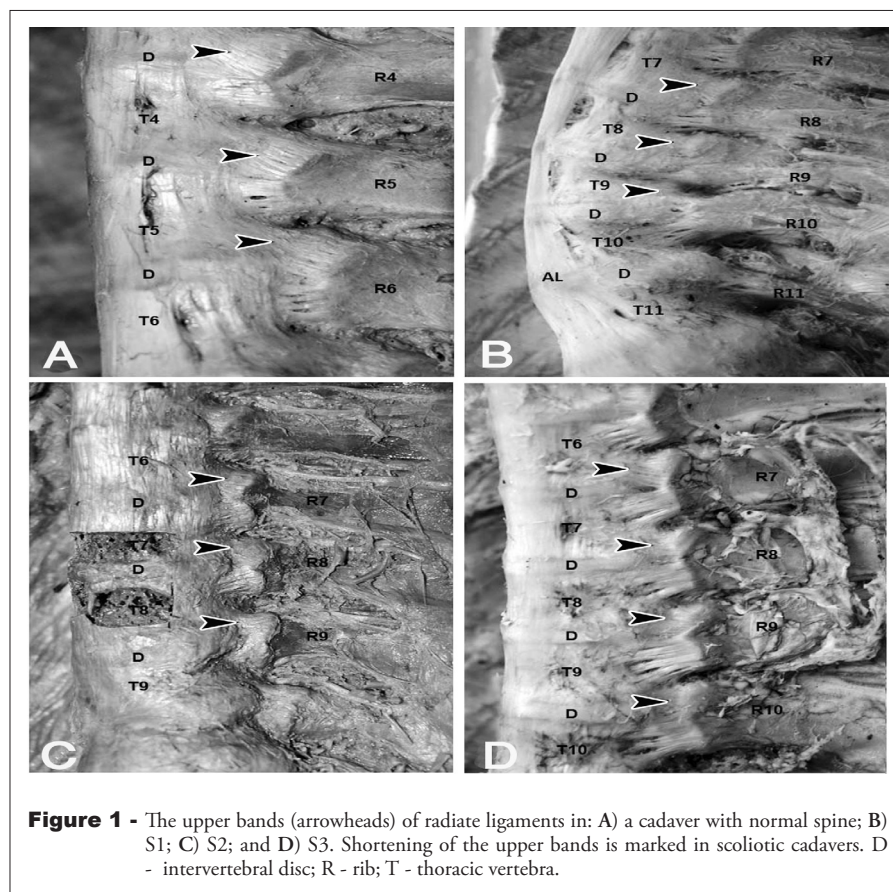 D
R4
T4
D
R5
T5
D
R6
T6
A
T7
R7
D
T8
R8
D
T9
R9
D
R10
T10
AL
D
R11
T11
B
T6
D
R7
T7
D
R8
T8
R9
D
T9
C
T6
R7
D
T7
R8
D
T8
R9
D
T9
R10
D
T10
D
Figure 1 - The upper bands (arrowheads) of radiate ligaments in: A) a cadaver with normal spine; B)
S1; C) S2; and D) S3. Shortening of the upper bands is marked in scoliotic cadavers. D
- intervertebral disc; R - rib; T - thoracic vertebra.